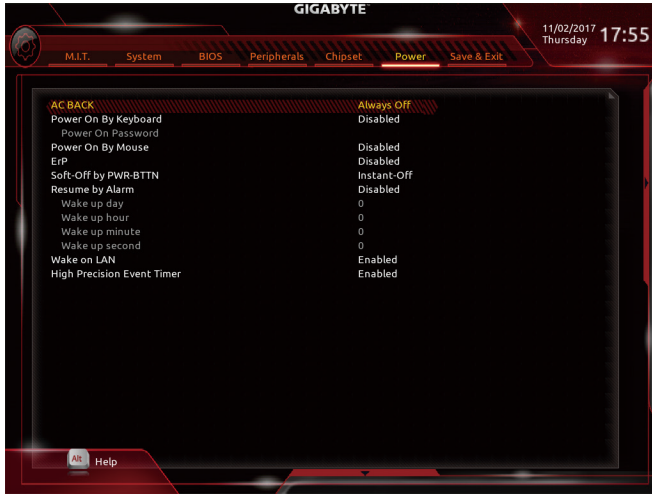 GIGABYTE™
11/02/2017 17:55
Thursday
M.I.T. System BIOS Peripherals Chipset Power Save & Exit
AC BACK Always Off
Power On By Keyboard Disabled
Power On Password
Power On By Mouse Disabled
ErP Disabled
Soft-Off by PWR-BTTN Instant-Off
Resume by Alarm Disabled
Wake up day 0
Wake up hour 0
Wake up minute 0
Wake up second 0
Wake on LAN Enabled
High Precision Event Timer Enabled
Alt Help